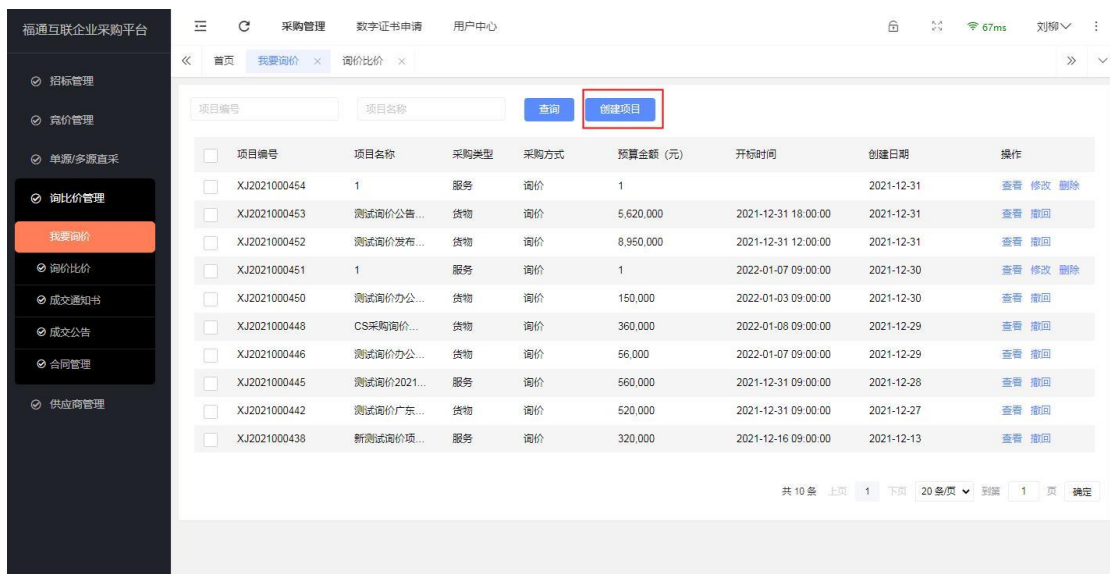 福通互联企业采购平台
采购管理 数字证书申请 用户中心 67ms 刘柳
首页 我要询价 × 询价比价 ×
招标管理
竞价管理
单源/多源直采
询比价管理
我要询价
询价比价
成交通知书
成交公告
合同管理
供应商管理
项目编号 项目名称 查询 创建项目
项目编号 项目名称 采购类型 采购方式 预算金额（元） 开标时间 创建日期 操作
XJ2021000454 1 服务 询价 1 2021-12-31 查看 修改 删除
XJ2021000453 测试询价公告... 货物 询价 5,620,000 2021-12-31 18:00:00 2021-12-31 查看 撤回
XJ2021000452 测试询价发布... 货物 询价 8,950,000 2021-12-31 12:00:00 2021-12-31 查看 撤回
XJ2021000451 1 服务 询价 1 2022-01-07 09:00:00 2021-12-30 查看 修改 删除
XJ2021000450 测试询价办公... 货物 询价 150,000 2022-01-03 09:00:00 2021-12-30 查看 撤回
XJ2021000448 CS采购询价... 货物 询价 360,000 2022-01-08 09:00:00 2021-12-29 查看 撤回
XJ2021000446 测试询价办公... 货物 询价 56,000 2022-01-07 09:00:00 2021-12-29 查看 撤回
XJ2021000445 测试询价2021... 服务 询价 560,000 2021-12-31 09:00:00 2021-12-28 查看 撤回
XJ2021000442 测试询价广东... 货物 询价 520,000 2021-12-31 09:00:00 2021-12-27 查看 撤回
XJ2021000438 新测试询价项... 服务 询价 320,000 2021-12-16 09:00:00 2021-12-13 查看 撤回
共 10 条 上页 1 下页 20 条/页 到第 1 页 确定